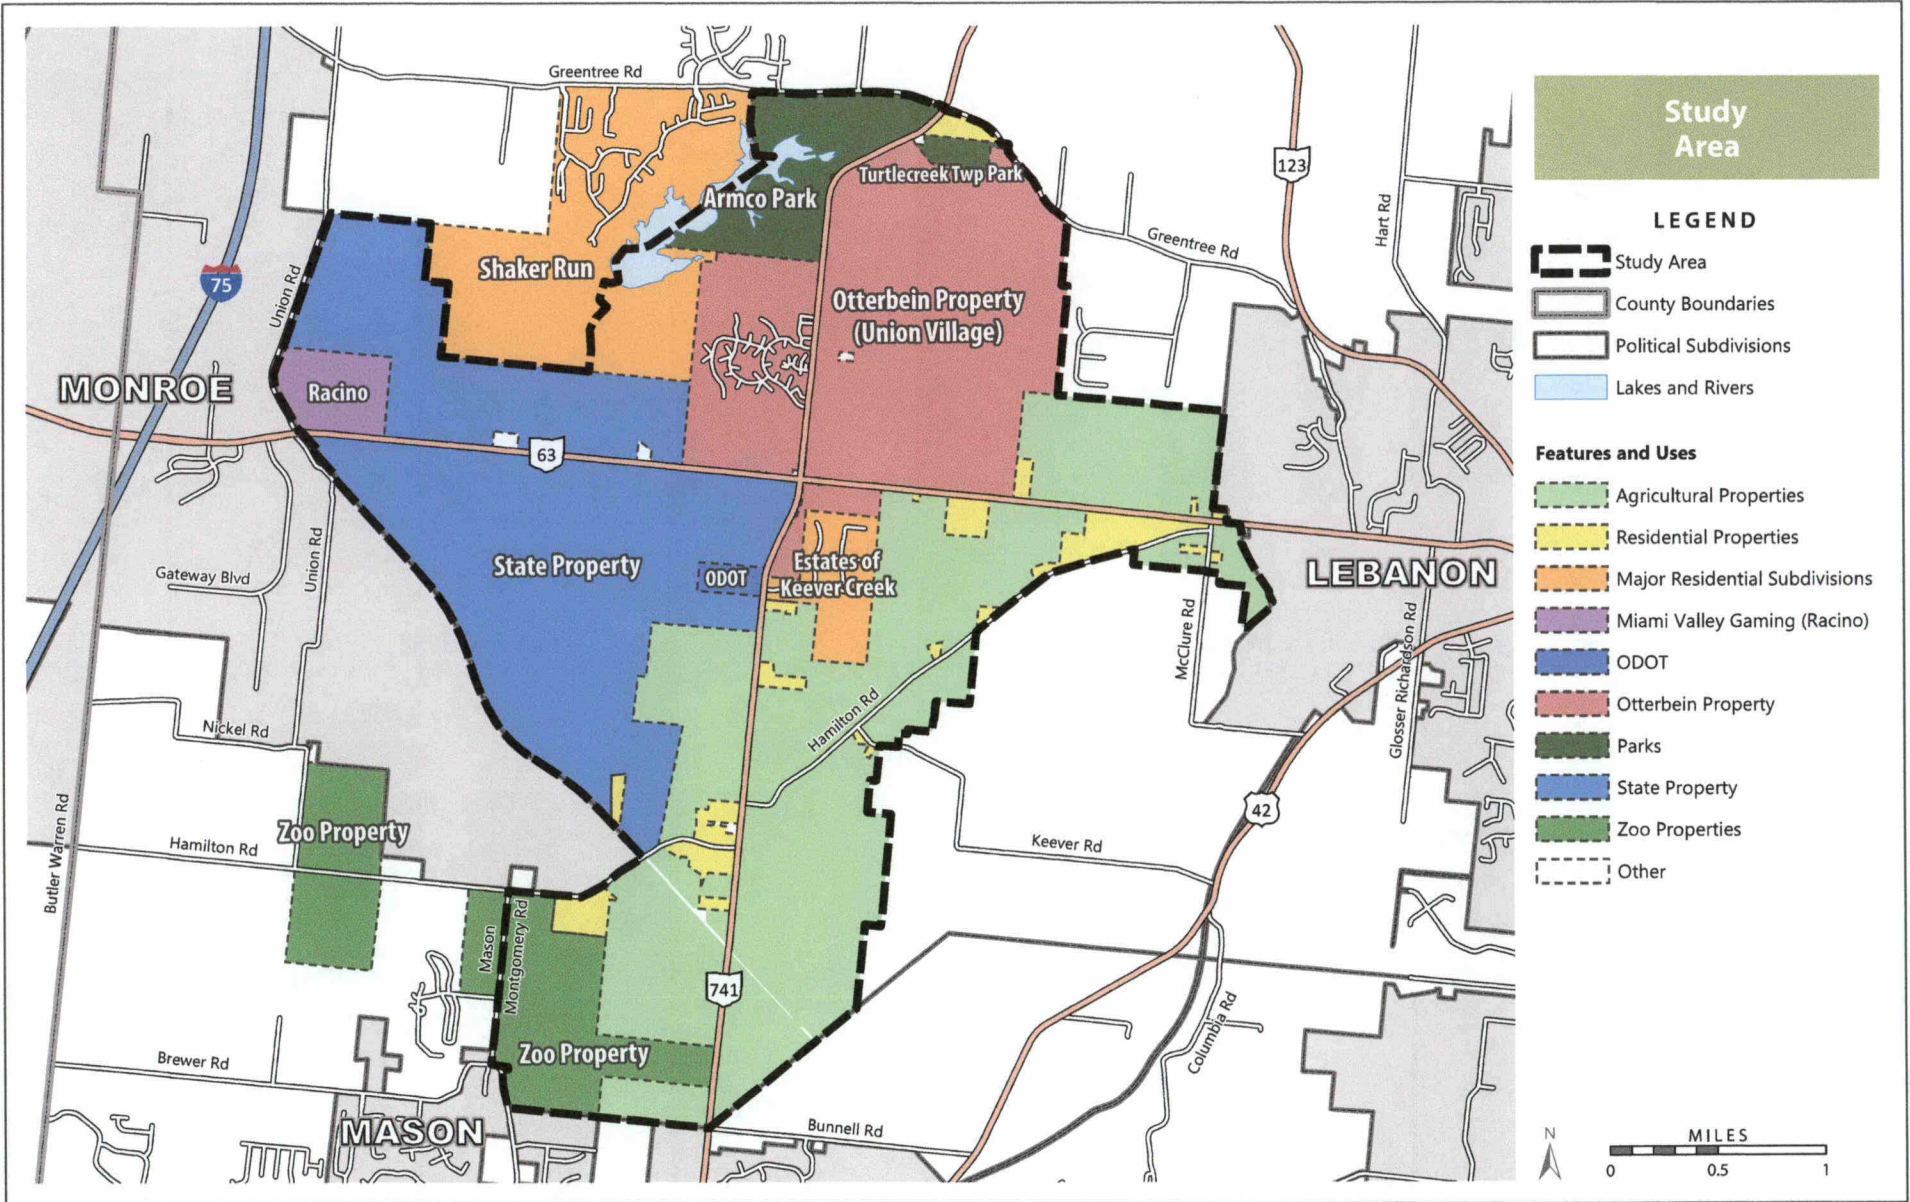 Greentree Rd
Study
Area
123
Turtlecreek Twp Park
Armco Park
Hart Rd
LEGEND
Greentree Rd
Study Area
Shaker Run
75
Union Rd
Otterbein Property
(Union Village)
County Boundaries
Political Subdivisions
MONROE
Racino
Lakes and Rivers
63
Features and Uses
Agricultural Properties
Residential Properties
State Property
ODOT
Estates of
Keever Creek
LEBANON
Gateway Blvd
Union Rd
Major Residential Subdivisions
Miami Valley Gaming (Racino)
McClure Rd
Glosser Richardson Rd
ODOT
Otterbein Property
Hamilton Rd
Nickel Rd
Parks
State Property
42
Zoo Property
Zoo Properties
Butler Warren Rd
Hamilton Rd
Keever Rd
Other
Mason
Montgomery Rd
741
Columbia Rd
Zoo Property
Brewer Rd
MASON
Bunnell Rd
N
MILES
0 0.5 1